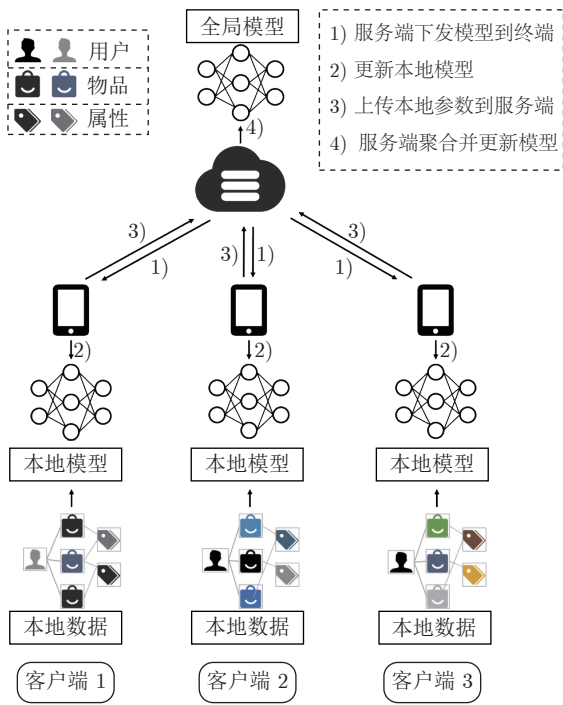 全局模型
用户
物品
属性
1) 服务端下发模型到终端
2) 更新本地模型
3) 上传本地参数到服务端
4) 服务端聚合并更新模型
4)
3)
1)
3)
1)
3)
1)
2)
2)
2)
本地模型
本地模型
本地模型
本地数据
本地数据
本地数据
客户端 1
客户端 2
客户端 3